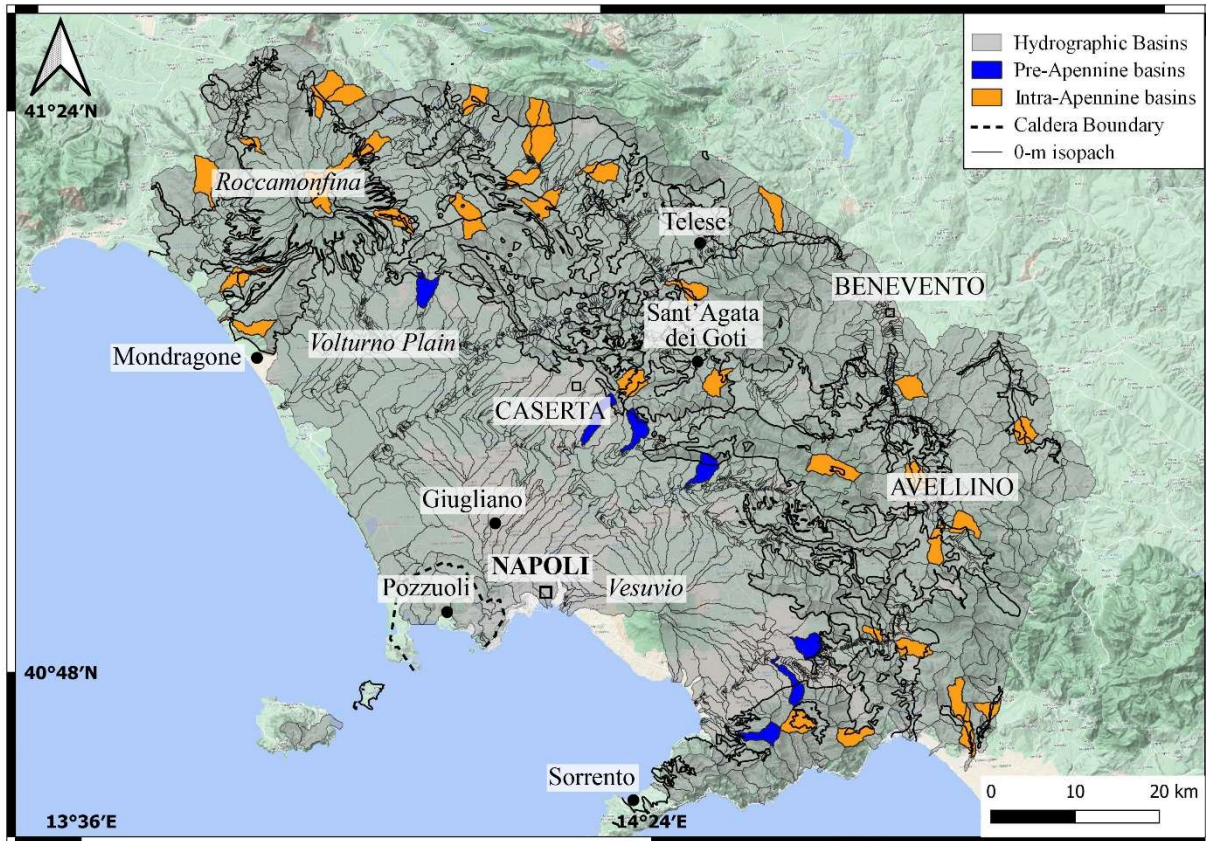 Hydrographic Basins
Pre-Apennine basins
Intra-Apennine basins
Caldera Boundary
0-m isopach
41°24′N
Roccamonfina
Telese
BENEVENTO
Sant'Agata
dei Goti
Volturno Plain
Mondragone
CASERTA
AVELLINO
Giugliano
NAPOLI
Pozzuoli
Vesuvio
40°48′N
Sorrento
0 10 20 km
13°36′E
14°24′E